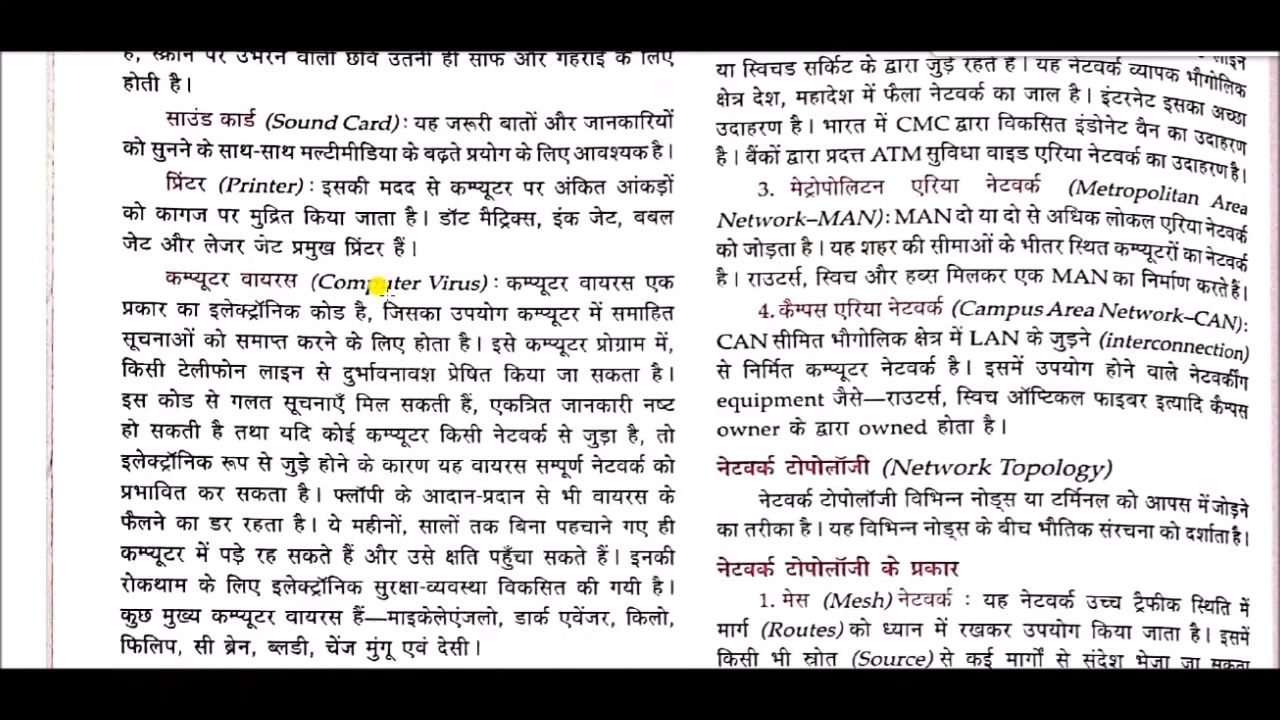 है, स्क्रीन पर उभरने वाली छवि उतनी ही साफ और गहराई के लिए
होती है।
साउंड कार्ड (Sound Card) : यह जरूरी बातों और जानकारियों
को सुनने के साथ-साथ मल्टीमीडिया के बढ़ते प्रयोग के लिए आवश्यक है।
प्रिंटर (Printer) : इसकी मदद से कम्प्यूटर पर अंकित आंकड़ों
को कागज पर मुद्रित किया जाता है। डॉट मैट्रिक्स, इंक जेट, बबल
जेट और लेजर जेट प्रमुख प्रिंटर हैं।
कम्प्यूटर वायरस (Computer Virus) : कम्प्यूटर वायरस एक
प्रकार का इलेक्ट्रॉनिक कोड है, जिसका उपयोग कम्प्यूटर में समाहित
सूचनाओं को समाप्त करने के लिए होता है। इसे कम्प्यूटर प्रोग्राम में,
किसी टेलीफोन लाइन से दुर्भावनावश प्रेषित किया जा सकता है।
इस कोड से गलत सूचनाएँ मिल सकती हैं, एकत्रित जानकारी नष्ट
हो सकती है तथा यदि कोई कम्प्यूटर किसी नेटवर्क से जुड़ा है, तो
इलेक्ट्रॉनिक रूप से जुड़े होने के कारण यह वायरस सम्पूर्ण नेटवर्क को
प्रभावित कर सकता है। फ्लॉपी के आदान-प्रदान से भी वायरस के
फैलने का डर रहता है। ये महीनों, सालों तक बिना पहचाने गए ही
कम्प्यूटर में पड़े रह सकते हैं और उसे क्षति पहुँचा सकते हैं। इनकी
रोकथाम के लिए इलेक्ट्रॉनिक सुरक्षा-व्यवस्था विकसित की गयी है।
कुछ मुख्य कम्प्यूटर वायरस हैं—माइकेलेएंजलो, डार्क एवेंजर, किलो,
फिलिप, सी ब्रेन, ब्लडी, चेंज मुंगू एवं देसी।
लाइन
या स्विचड सर्किट के द्वारा जुड़े रहते हैं। यह नेटवर्क व्यापक भौगोलिक
क्षेत्र देश, महादेश में फैला नेटवर्क का जाल है। इंटरनेट इसका अच्छा
उदाहरण है। भारत में CMC द्वारा विकसित इंडोनेट वैन का उदाहरण
है। बैंकों द्वारा प्रदत्त ATM सुविधा वाइड एरिया नेटवर्क का उदाहरण है।
3. मेट्रोपोलिटन एरिया नेटवर्क (Metropolitan Area
Network–MAN) : MAN दो या दो से अधिक लोकल एरिया नेटवर्क
को जोड़ता है। यह शहर की सीमाओं के भीतर स्थित कम्प्यूटरों का नेटवर्क
है। राउटर्स, स्विच और हब्स मिलकर एक MAN का निर्माण करते हैं।
4. कैम्पस एरिया नेटवर्क (Campus Area Network–CAN):
CAN सीमित भौगोलिक क्षेत्र में LAN के जुड़ने (interconnection)
से निर्मित कम्प्यूटर नेटवर्क है। इसमें उपयोग होने वाले नेटवर्कींग
equipment जैसे—राउटर्स, स्विच ऑप्टिकल फाइबर इत्यादि कैम्पस
owner के द्वारा owned होता है।
नेटवर्क टोपोलॉजी (Network Topology)
नेटवर्क टोपोलॉजी विभिन्न नोड्स या टर्मिनल को आपस में जोड़ने
का तरीका है। यह विभिन्न नोड्स के बीच भौतिक संरचना को दर्शाता है।
नेटवर्क टोपोलॉजी के प्रकार
1. मेस (Mesh) नेटवर्क : यह नेटवर्क उच्च ट्रैफीक स्थिति में
मार्ग (Routes) को ध्यान में रखकर उपयोग किया जाता है। इसमें
किसी भी स्रोत (Source) से कई मार्गों से संदेश भेजा जा सकता